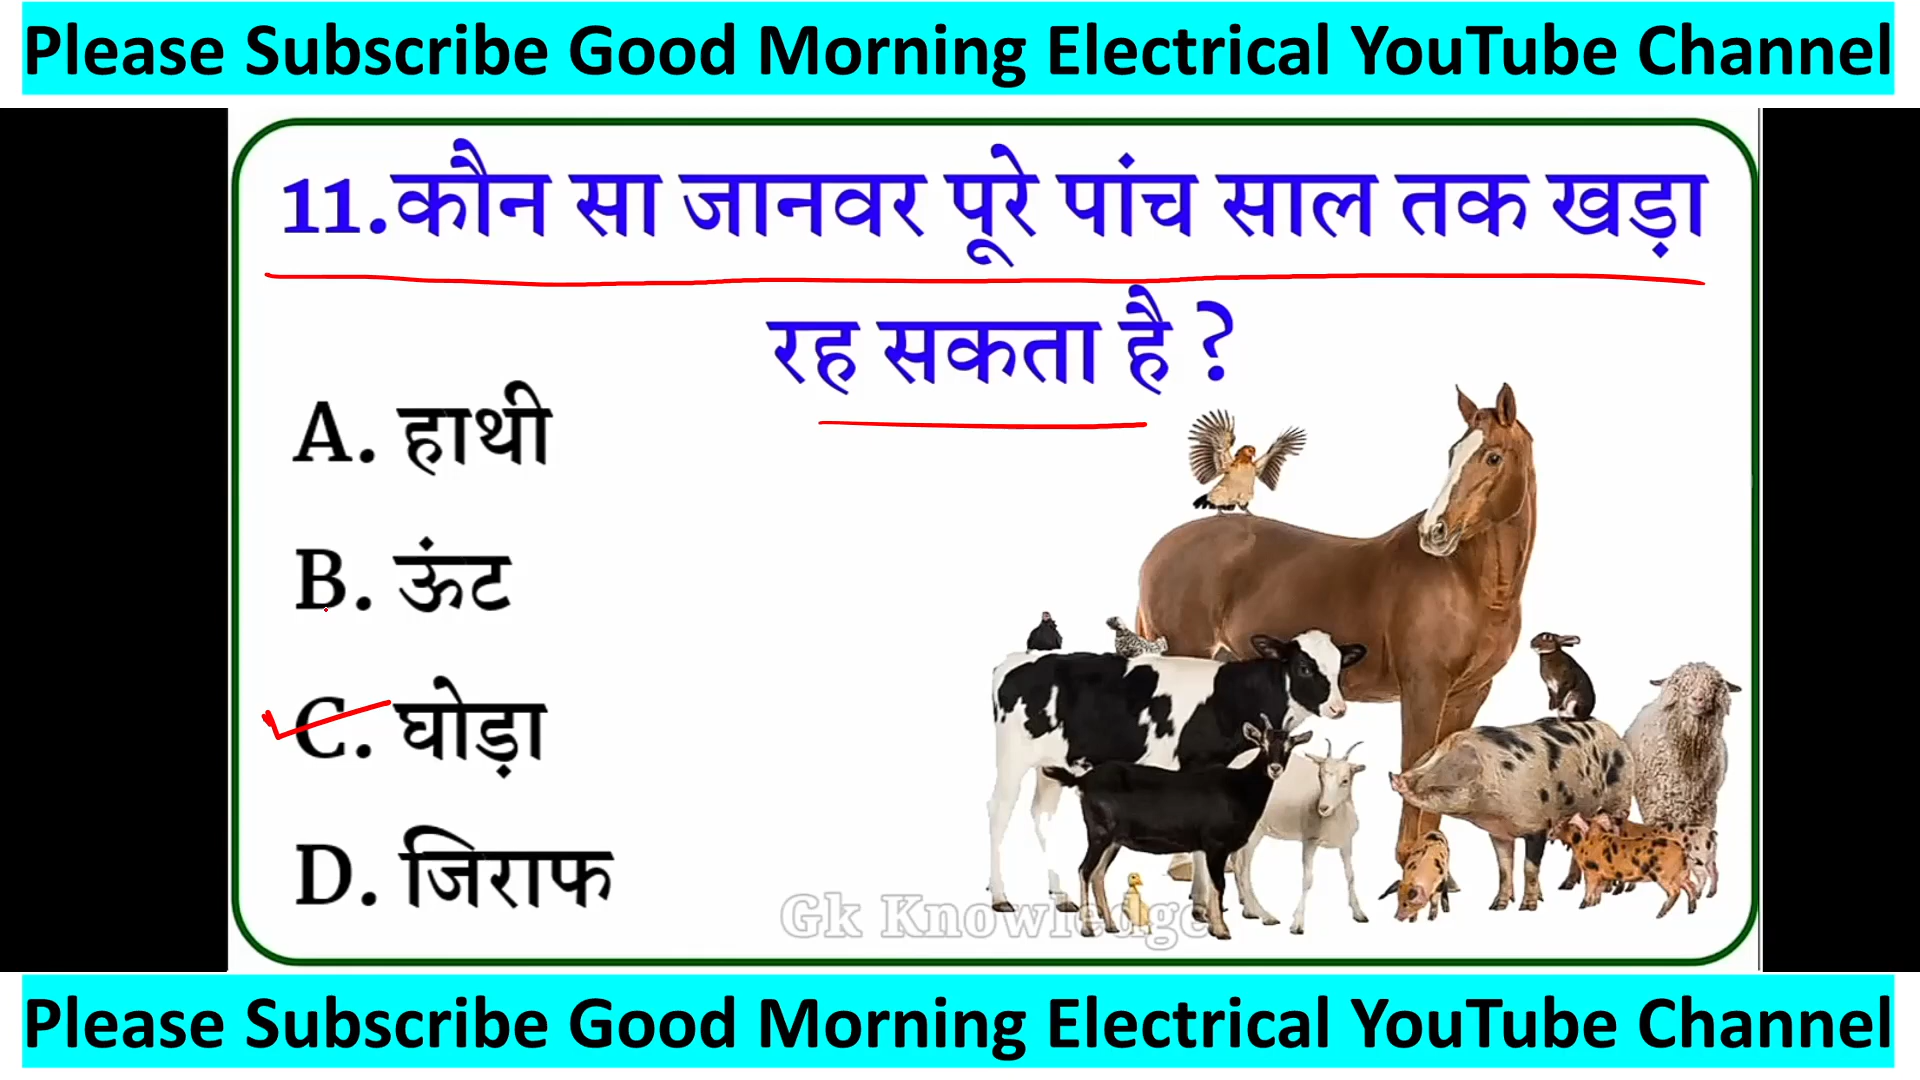 Please Subscribe Good Morning Electrical YouTube Channel
11.कौन सा जानवर पूरे पांच साल तक खड़ा
रह सकता है ?
A. हाथी
B. ऊंट
C. घोड़ा
D. जिराफ
Gk Knowledge
Please Subscribe Good Morning Electrical YouTube Channel